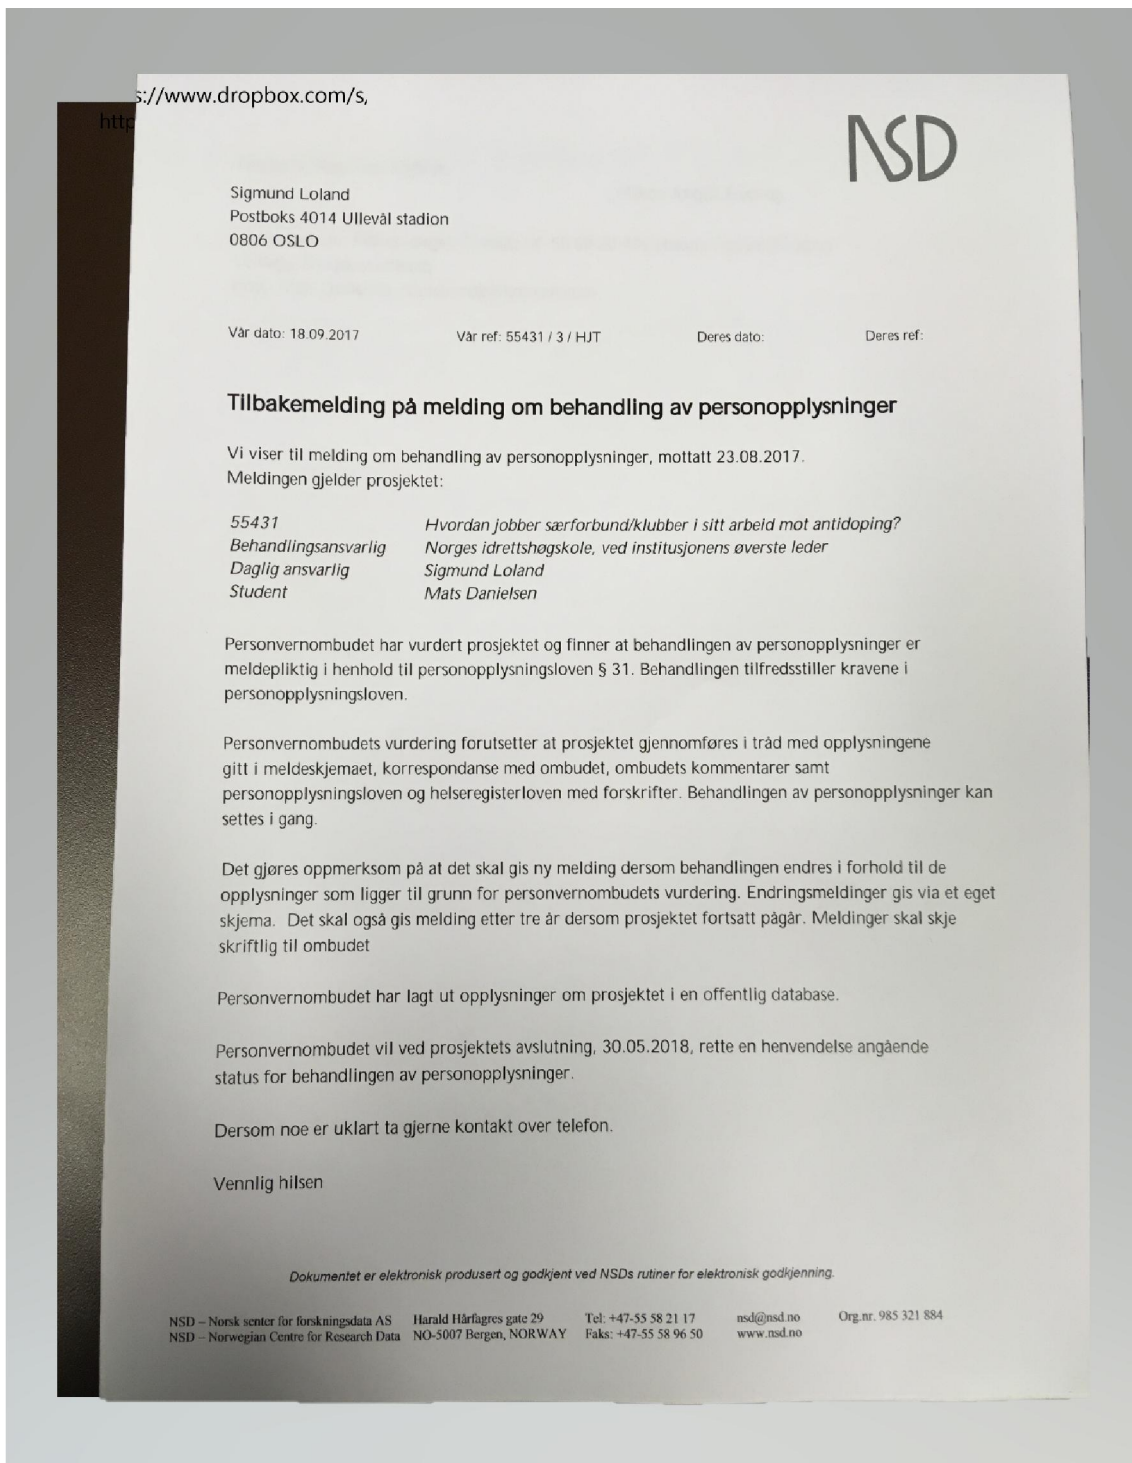 s://www.dropbox.com/s,
http
NSD
Sigmund Loland
Postboks 4014 Ullevål stadion
0806 OSLO
Vår dato: 18.09.2017 Vår ref: 55431 / 3 / HJT Deres dato: Deres ref:
Tilbakemelding på melding om behandling av personopplysninger
Vi viser til melding om behandling av personopplysninger, mottatt 23.08.2017.
Meldingen gjelder prosjektet:
55431 Hvordan jobber særforbund/klubber i sitt arbeid mot antidoping?
Behandlingsansvarlig Norges idrettshøgskole, ved institusjonens øverste leder
Daglig ansvarlig Sigmund Loland
Student Mats Danielsen
Personvernombudet har vurdert prosjektet og finner at behandlingen av personopplysninger er
meldepliktig i henhold til personopplysningsloven § 31. Behandlingen tilfredsstiller kravene i
personopplysningsloven.
Personvernombudets vurdering forutsetter at prosjektet gjennomføres i tråd med opplysningene
gitt i meldeskjemaet, korrespondanse med ombudet, ombudets kommentarer samt
personopplysningsloven og helseregisterloven med forskrifter. Behandlingen av personopplysninger kan
settes i gang.
Det gjøres oppmerksom på at det skal gis ny melding dersom behandlingen endres i forhold til de
opplysninger som ligger til grunn for personvernombudets vurdering. Endringsmeldinger gis via et eget
skjema. Det skal også gis melding etter tre år dersom prosjektet fortsatt pågår. Meldinger skal skje
skriftlig til ombudet
Personvernombudet har lagt ut opplysninger om prosjektet i en offentlig database.
Personvernombudet vil ved prosjektets avslutning, 30.05.2018, rette en henvendelse angående
status for behandlingen av personopplysninger.
Dersom noe er uklart ta gjerne kontakt over telefon.
Vennlig hilsen
Dokumentet er elektronisk produsert og godkjent ved NSDs rutiner for elektronisk godkjenning.
NSD – Norsk senter for forskningsdata AS Harald Hårfagres gate 29 Tel: +47-55 58 21 17 nsd@nsd.no Org.nr. 985 321 884
NSD – Norwegian Centre for Research Data NO-5007 Bergen, NORWAY Faks: +47-55 58 96 50 www.nsd.no